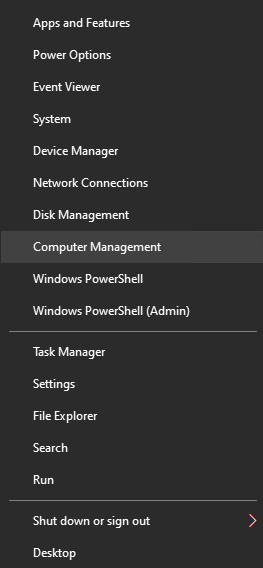 Apps and Features
Power Options
Event Viewer
System
Device Manager
Network Connections
Disk Management
Computer Management
Windows PowerShell
Windows PowerShell (Admin)
Task Manager
Settings
File Explorer
Search
Run
Shut down or sign out
Desktop